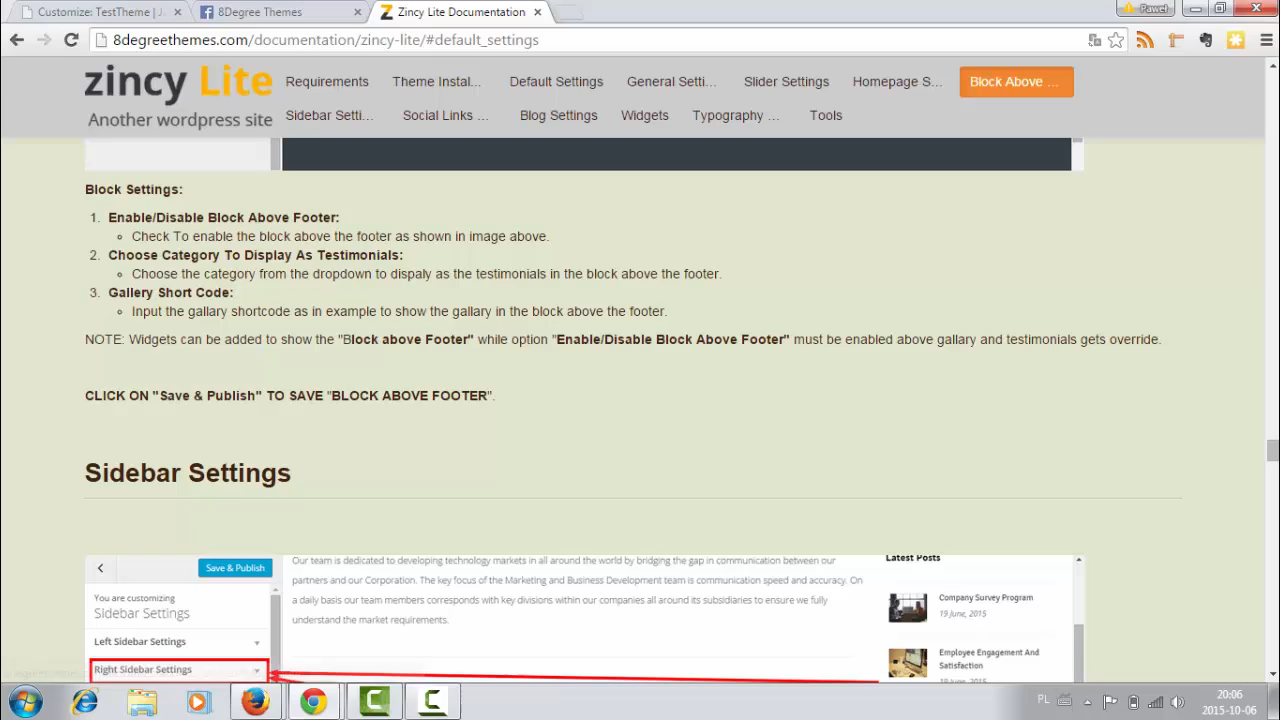 Customize: TestTheme | J
8Degree Themes
Zincy Lite Documentation
Paweł
8degreethemes.com/documentation/zincy-lite/#default_settings
zincy Lite
Another wordpress site
Requirements Theme Instal... Default Settings General Setti... Slider Settings Homepage S... Block Above ...
Sidebar Setti... Social Links ... Blog Settings Widgets Typography ... Tools
Block Settings:
1. Enable/Disable Block Above Footer:
Check To enable the block above the footer as shown in image above.
2. Choose Category To Display As Testimonials:
Choose the category from the dropdown to dispaly as the testimonials in the block above the footer.
3. Gallery Short Code:
Input the gallary shortcode as in example to show the gallary in the block above the footer.
NOTE: Widgets can be added to show the "Block above Footer" while option "Enable/Disable Block Above Footer" must be enabled above gallary and testimonials gets override.
CLICK ON "Save & Publish" TO SAVE "BLOCK ABOVE FOOTER".
Sidebar Settings
Save & Publish
You are customizing
Sidebar Settings
Left Sidebar Settings
Right Sidebar Settings
Our team is dedicated to developing technology markets in all around the world by bridging the gap in communication between our
partners and our Corporation. The key focus of the Marketing and Business Development team is communication speed and accuracy. On
a daily basis our team members corresponds with key divisions within our companies all around its subsidiaries to ensure we fully
understand the market requirements.
Latest Posts
Company Survey Program
19 June, 2015
Employee Engagement And
Satisfaction
19 June, 2015
PL
20:06
2015-10-06